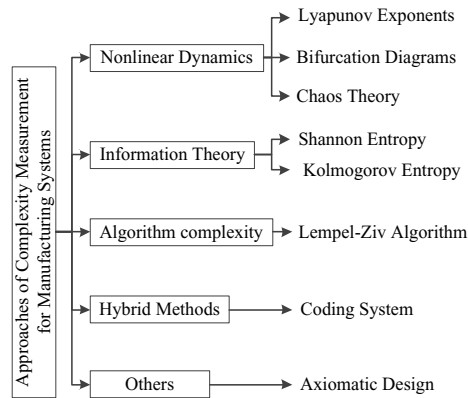 Approaches of Complexity Measurement
for Manufacturing Systems
Nonlinear Dynamics
Lyapunov Exponents
Bifurcation Diagrams
Chaos Theory
Information Theory
Shannon Entropy
Kolmogorov Entropy
Algorithm complexity
Lempel-Ziv Algorithm
Hybrid Methods
Coding System
Others
Axiomatic Design